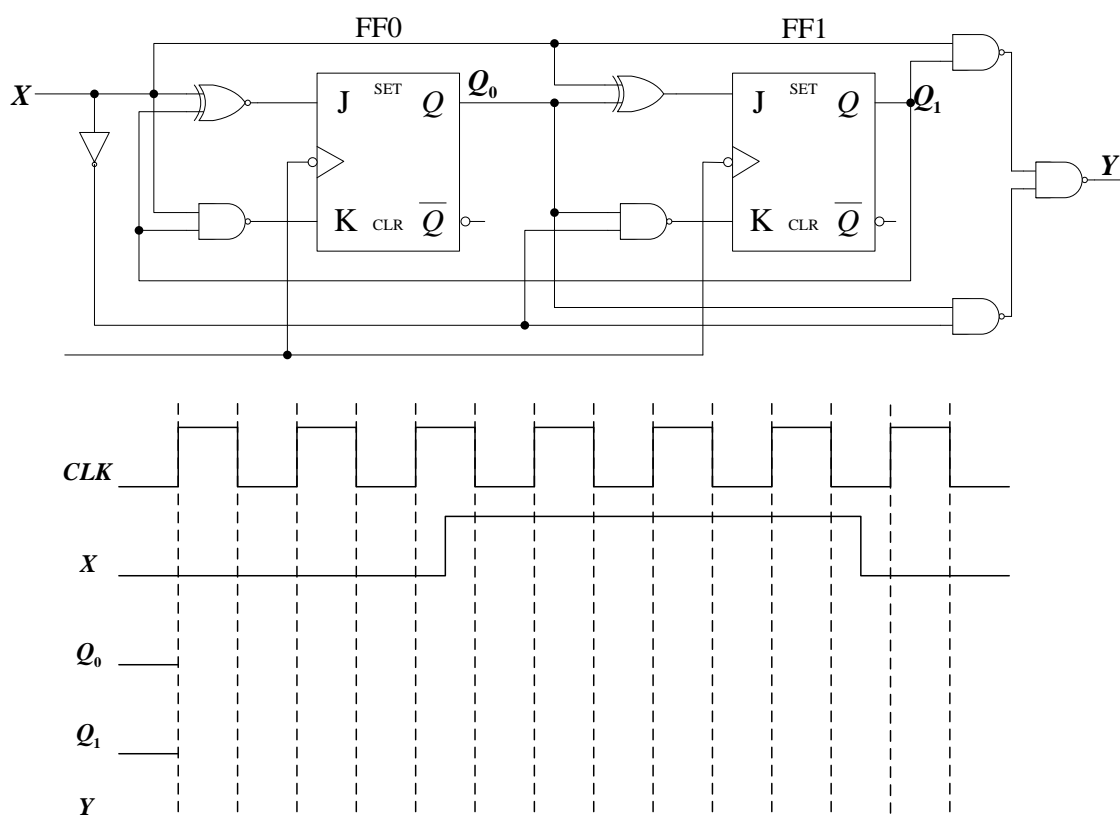 FF0 FF1
X J SET Q Q₀ J SET Q Q₁
Y
K CLR Q̅ K CLR Q̅
CLK
X
Q₀
Q₁
Y